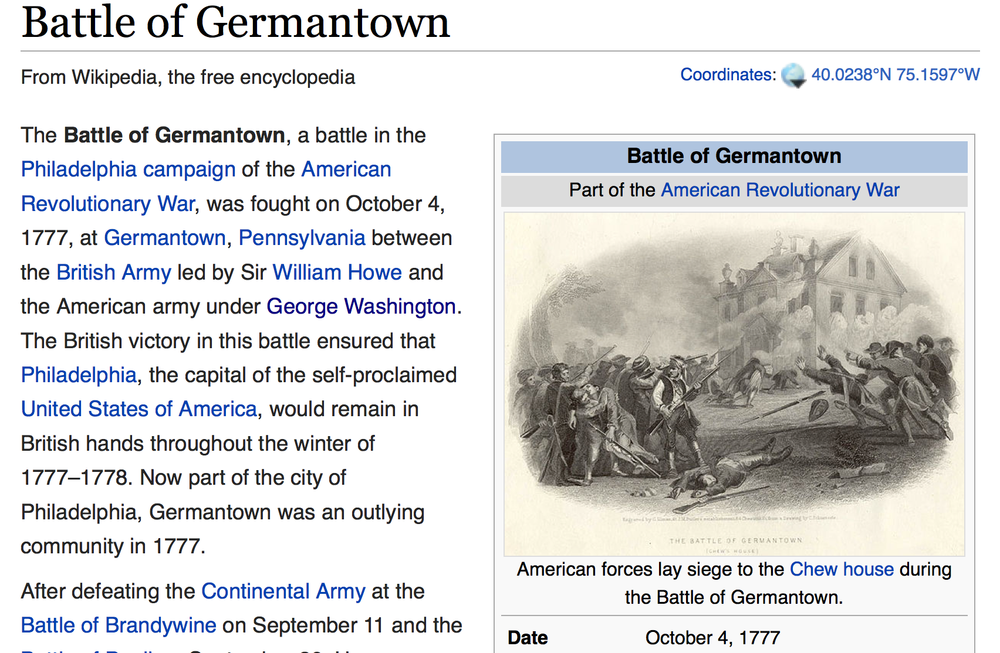 Battle of Germantown
From Wikipedia, the free encyclopedia
Coordinates: 40.0238°N 75.1597°W
The Battle of Germantown, a battle in the
Philadelphia campaign of the American
Revolutionary War, was fought on October 4,
1777, at Germantown, Pennsylvania between
the British Army led by Sir William Howe and
the American army under George Washington.
The British victory in this battle ensured that
Philadelphia, the capital of the self-proclaimed
United States of America, would remain in
British hands throughout the winter of
1777–1778. Now part of the city of
Philadelphia, Germantown was an outlying
community in 1777.
After defeating the Continental Army at the
Battle of Brandywine on September 11 and the
Battle of Germantown
Part of the American Revolutionary War
THE BATTLE OF GERMANTOWN
(CHEW'S HOUSE)
American forces lay siege to the Chew house during
the Battle of Germantown.
Date October 4, 1777